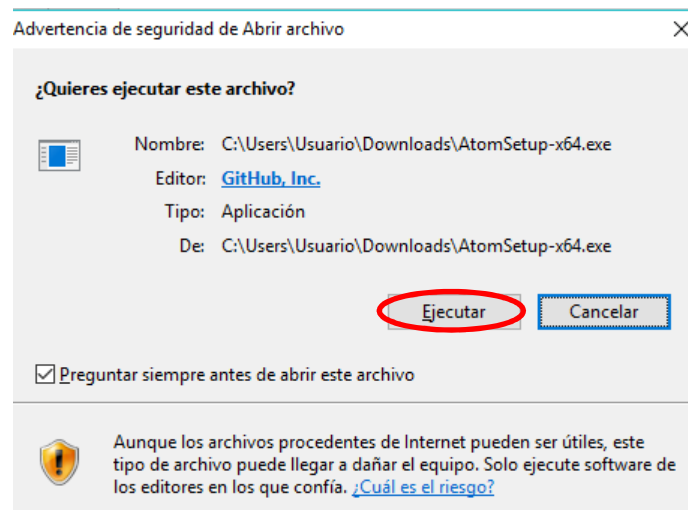 Advertencia de seguridad de Abrir archivo
¿Quieres ejecutar este archivo?
Nombre: C:\Users\Usuario\Downloads\AtomSetup-x64.exe
Editor: GitHub, Inc.
Tipo: Aplicación
De: C:\Users\Usuario\Downloads\AtomSetup-x64.exe
Ejecutar Cancelar
Preguntar siempre antes de abrir este archivo
Aunque los archivos procedentes de Internet pueden ser útiles, este
tipo de archivo puede llegar a dañar el equipo. Solo ejecute software de
los editores en los que confía. ¿Cuál es el riesgo?